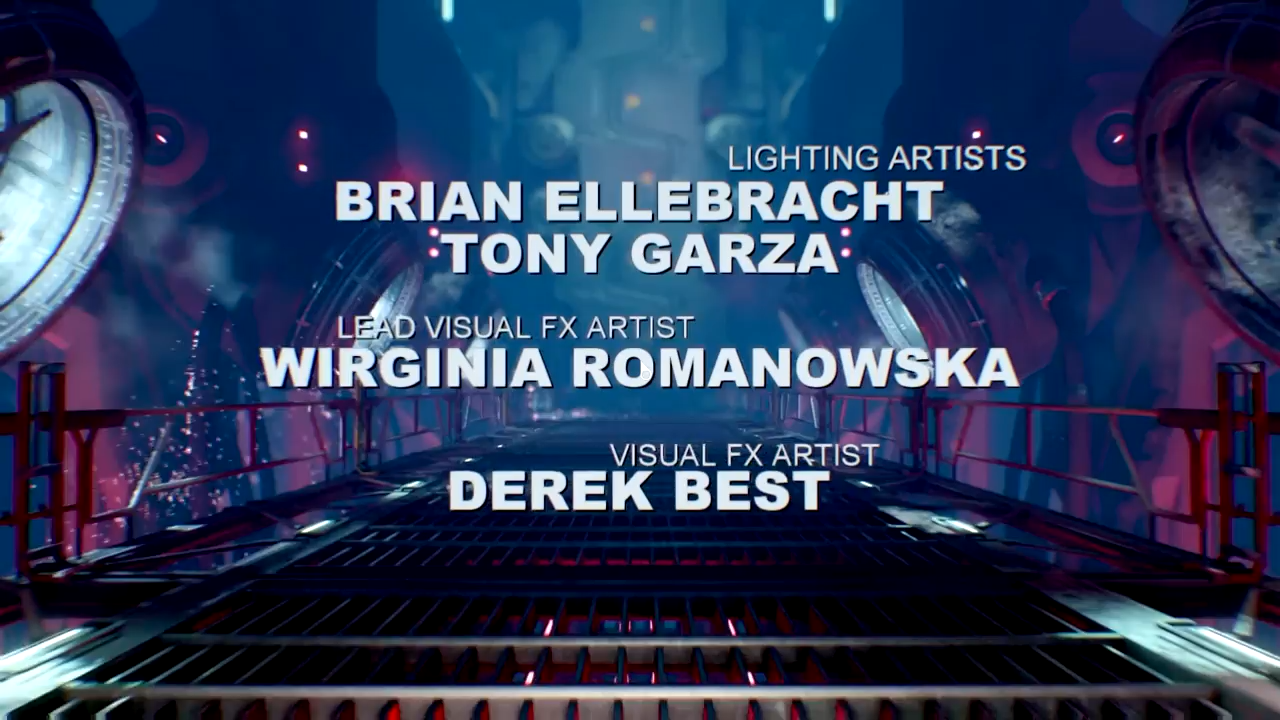 LIGHTING ARTISTS
BRIAN ELLEBRACHT
TONY GARZA
LEAD VISUAL FX ARTIST
WIRGINIA ROMANOWSKA
VISUAL FX ARTIST
DEREK BEST